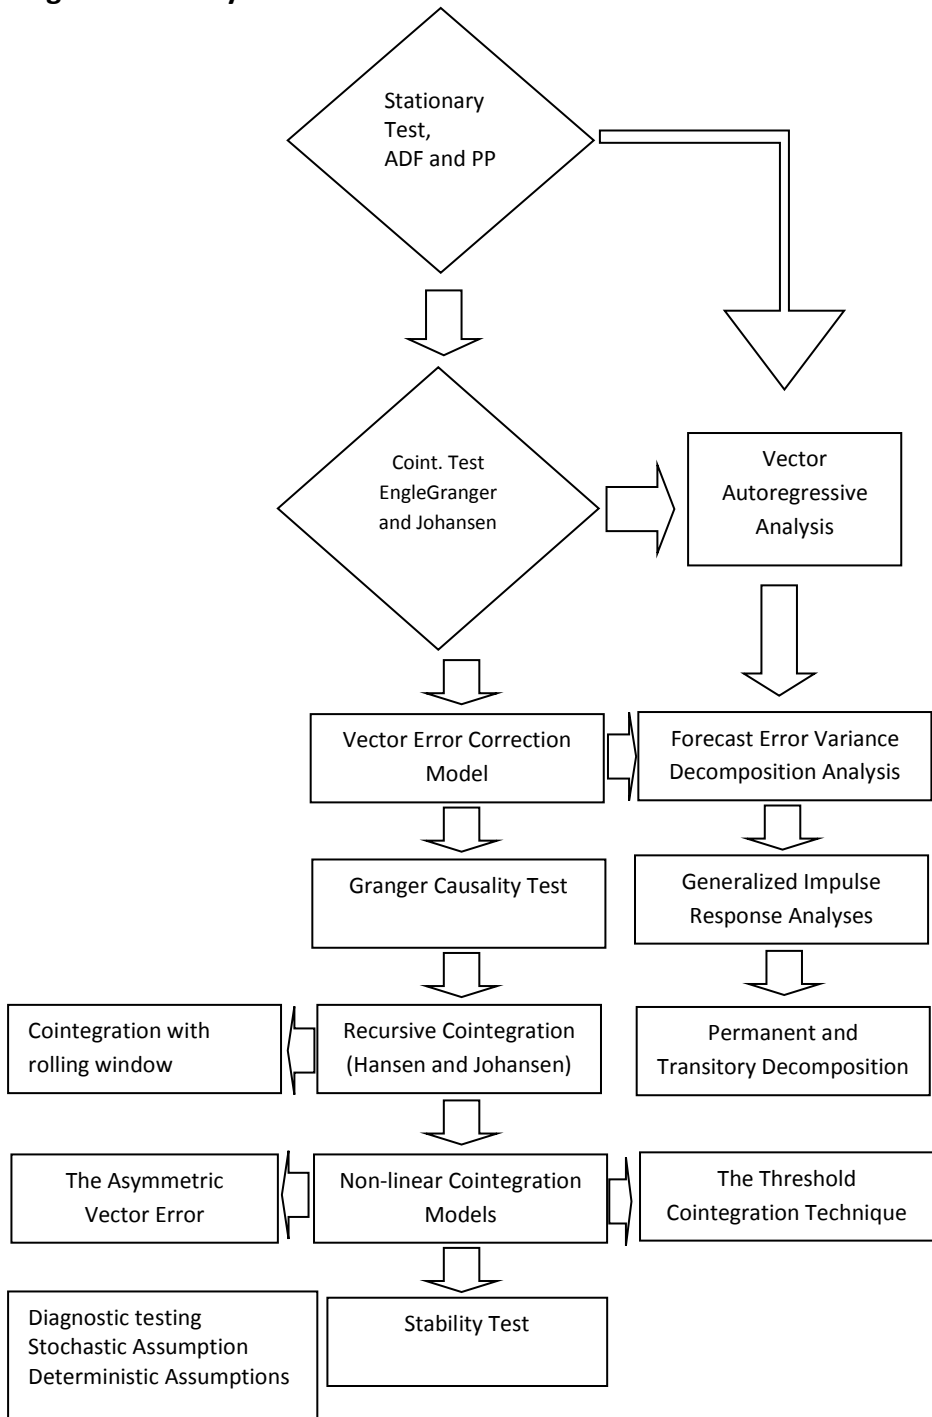 Stationary
Test,
ADF and PP
Coint. Test
EngleGranger
and Johansen
Vector
Autoregressive
Analysis
Vector Error Correction
Model
Forecast Error Variance
Decomposition Analysis
Granger Causality Test
Generalized Impulse
Response Analyses
Cointegration with
rolling window
Recursive Cointegration
(Hansen and Johansen)
Permanent and
Transitory Decomposition
The Asymmetric
Vector Error
Non-linear Cointegration
Models
The Threshold
Cointegration Technique
Diagnostic testing
Stochastic Assumption
Deterministic Assumptions
Stability Test